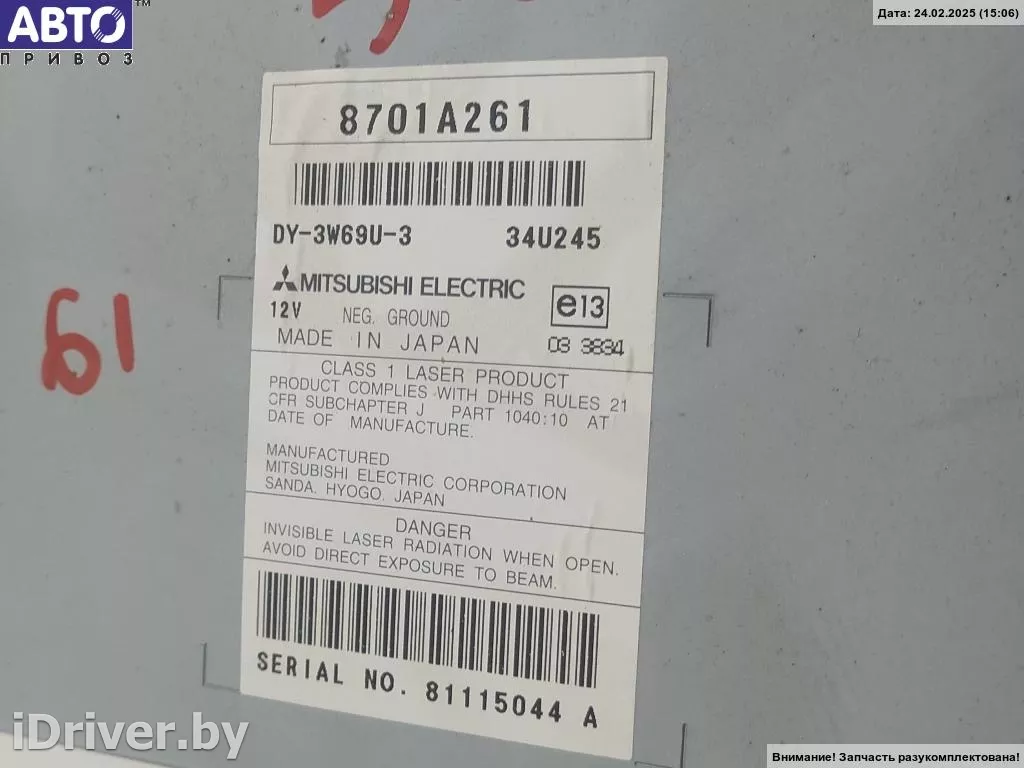 АВТО™
ПРИВОЗ
Дата: 24.02.2025 (15:06)
8701A261
DY-3W69U-3 34U245
MITSUBISHI ELECTRIC
12V NEG. GROUND
e13
MADE IN JAPAN
03 3834
CLASS 1 LASER PRODUCT
PRODUCT COMPLIES WITH DHHS RULES 21
CFR SUBCHAPTER J PART 1040:10 AT
DATE OF MANUFACTURE.
MANUFACTURED
MITSUBISHI ELECTRIC CORPORATION
SANDA. HYOGO. JAPAN
DANGER
INVISIBLE LASER RADIATION WHEN OPEN.
AVOID DIRECT EXPOSURE TO BEAM.
SERIAL NO. 81115044 A
iDriver.by
Внимание! Запчасть разукомплектована!